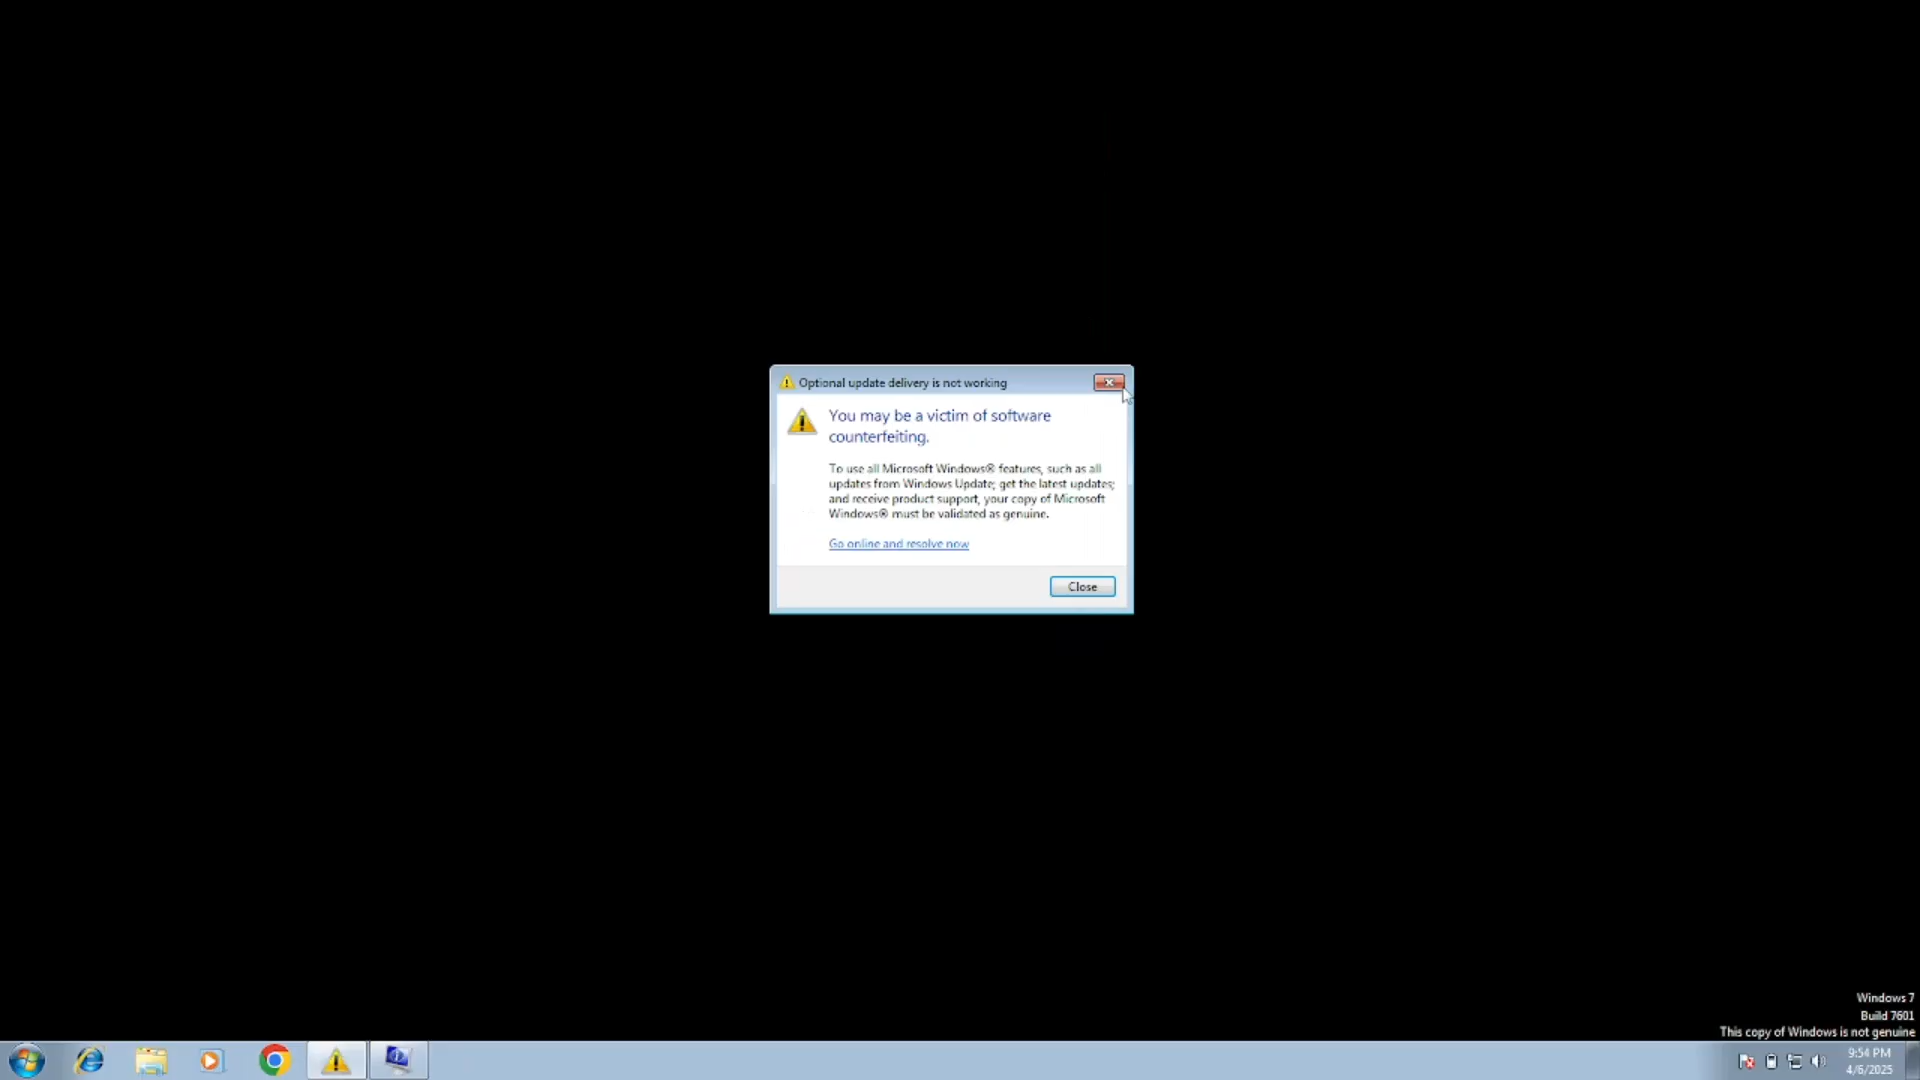 Optional update delivery is not working
You may be a victim of software
counterfeiting.
To use all Microsoft Windows® features, such as all
updates from Windows Update; get the latest updates;
and receive product support, your copy of Microsoft
Windows® must be validated as genuine.
Go online and resolve now
Close
Windows 7
Build 7601
This copy of Windows is not genuine
9:54 PM
4/6/2025